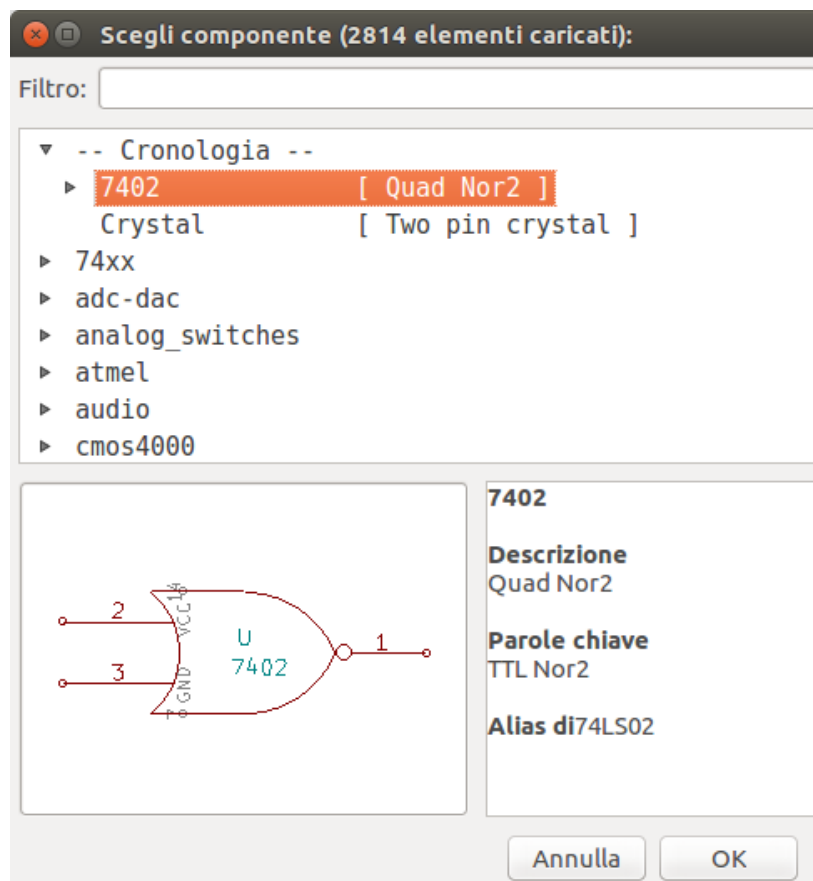 Scegli componente (2814 elementi caricati):
Filtro:
-- Cronologia --
7402 [ Quad Nor2 ]
Crystal [ Two pin crystal ]
74xx
adc-dac
analog_switches
atmel
audio
cmos4000
2
3
VCC
14
GND
7
U
7402
1
7402
Descrizione
Quad Nor2
Parole chiave
TTL Nor2
Alias di74LS02
Annulla OK